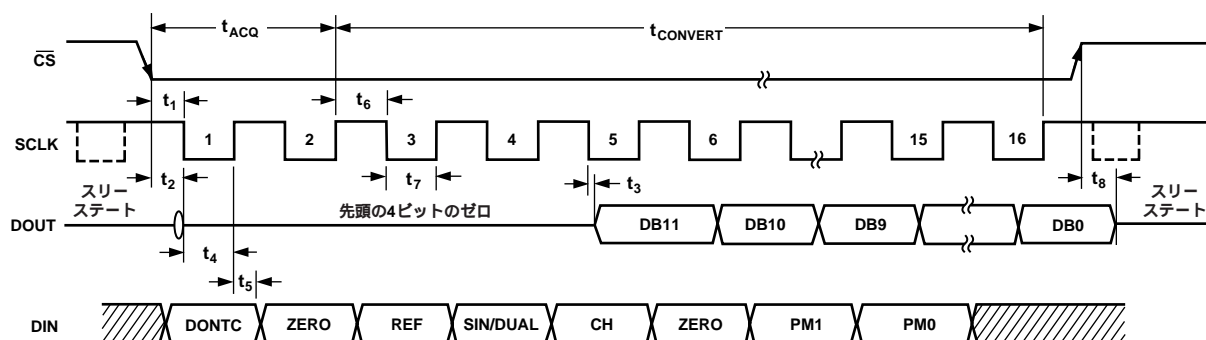 tACQ
tCONVERT
CS
t1
t6
SCLK
1
2
3
4
5
6
15
16
t2
t7
t3
t8
スリー
ステート
先頭の4ビットのゼロ
スリー
ステート
DOUT
DB11
DB10
DB9
DB0
t4
t5
DIN
DONTC
ZERO
REF
SIN/DUAL
CH
ZERO
PM1
PM0